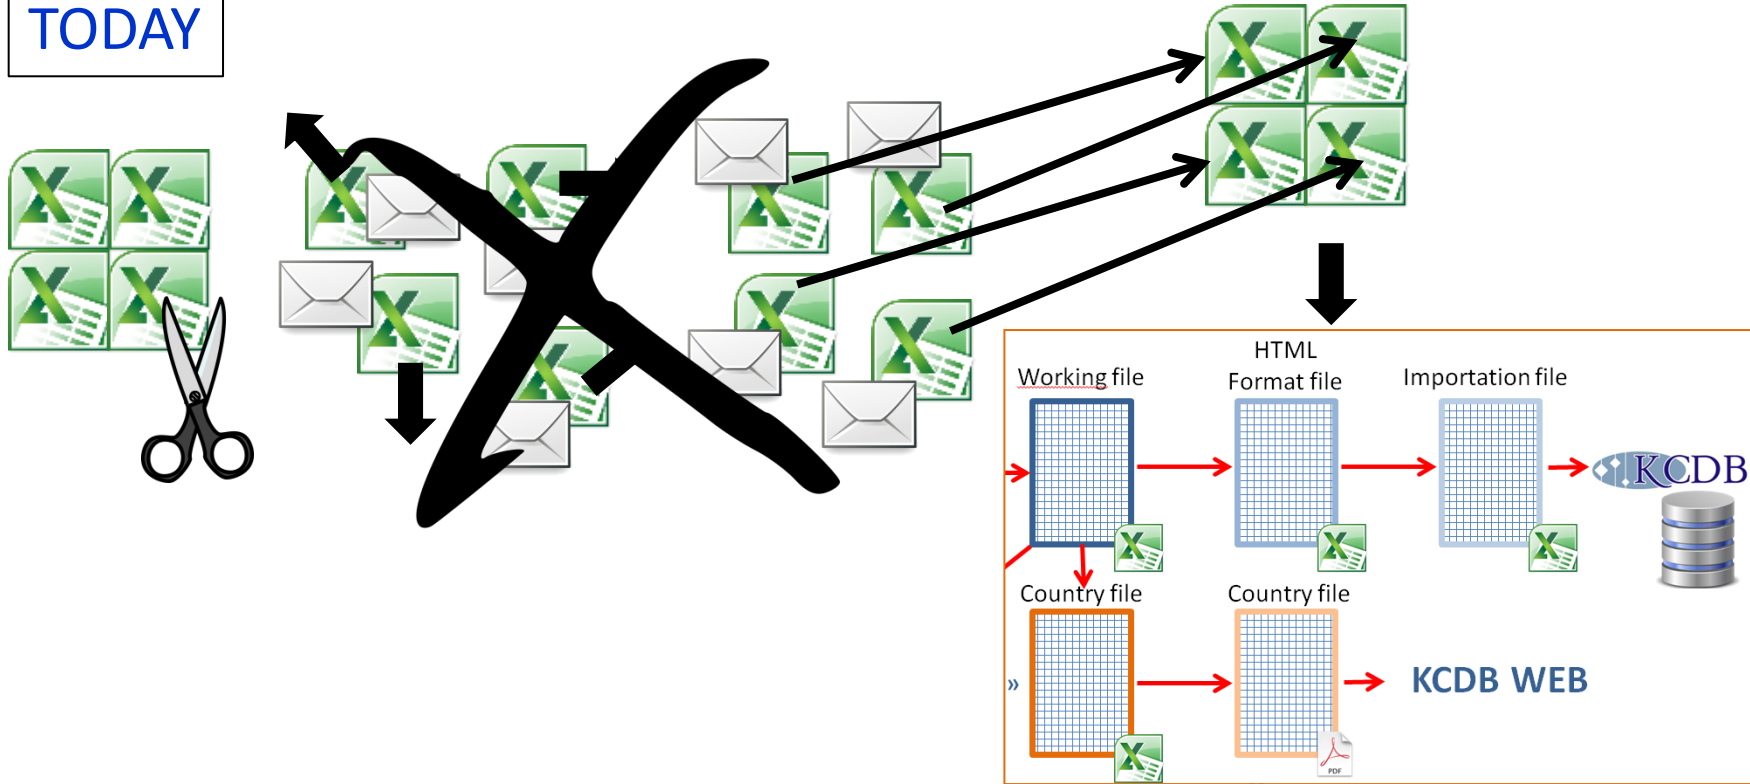 TODAY
HTML
Working file
Format file
Importation file
KCDB
Country file
Country file
»
KCDB WEB
PDF